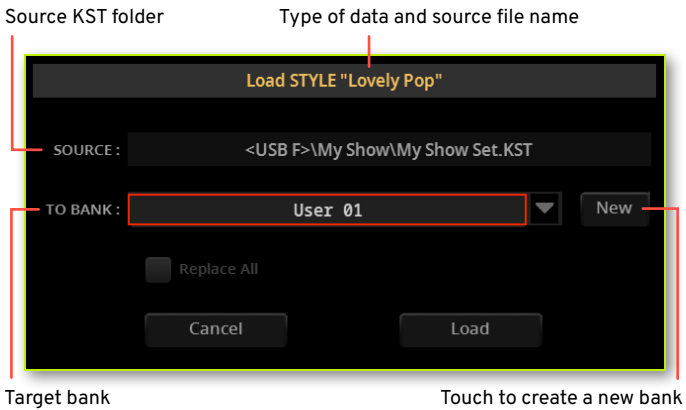 Source KST folder
Type of data and source file name
Load STYLE "Lovely Pop"
SOURCE :
<USB F>\My Show\My Show Set.KST
TO BANK :
User 01
New
Replace All
Cancel
Load
Target bank
Touch to create a new bank